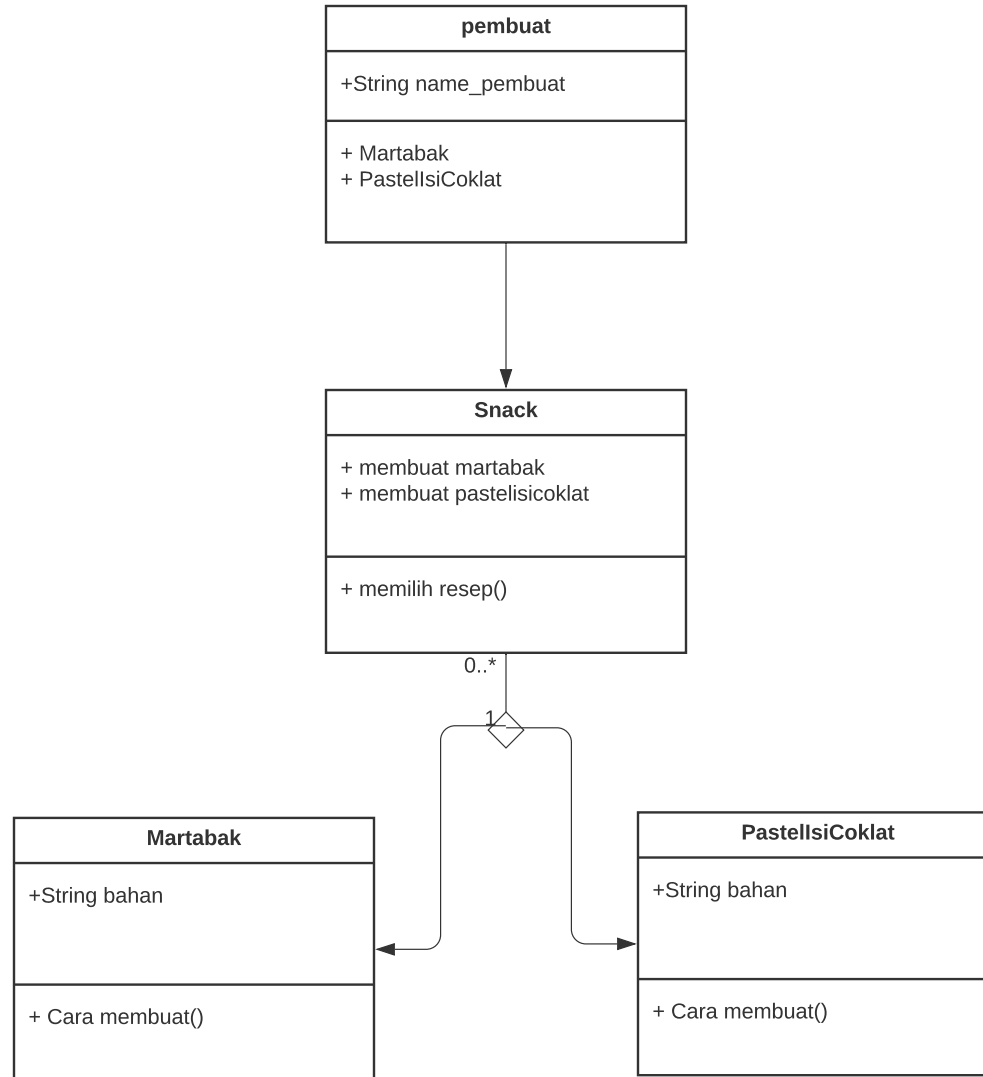 pembuat
+String name_pembuat
+ Martabak
+ PastelIsiCoklat
Snack
+ membuat martabak
+ membuat pastelisicoklat
+ memilih resep()
0..*
1
Martabak
+String bahan
+ Cara membuat()
PastelIsiCoklat
+String bahan
+ Cara membuat()